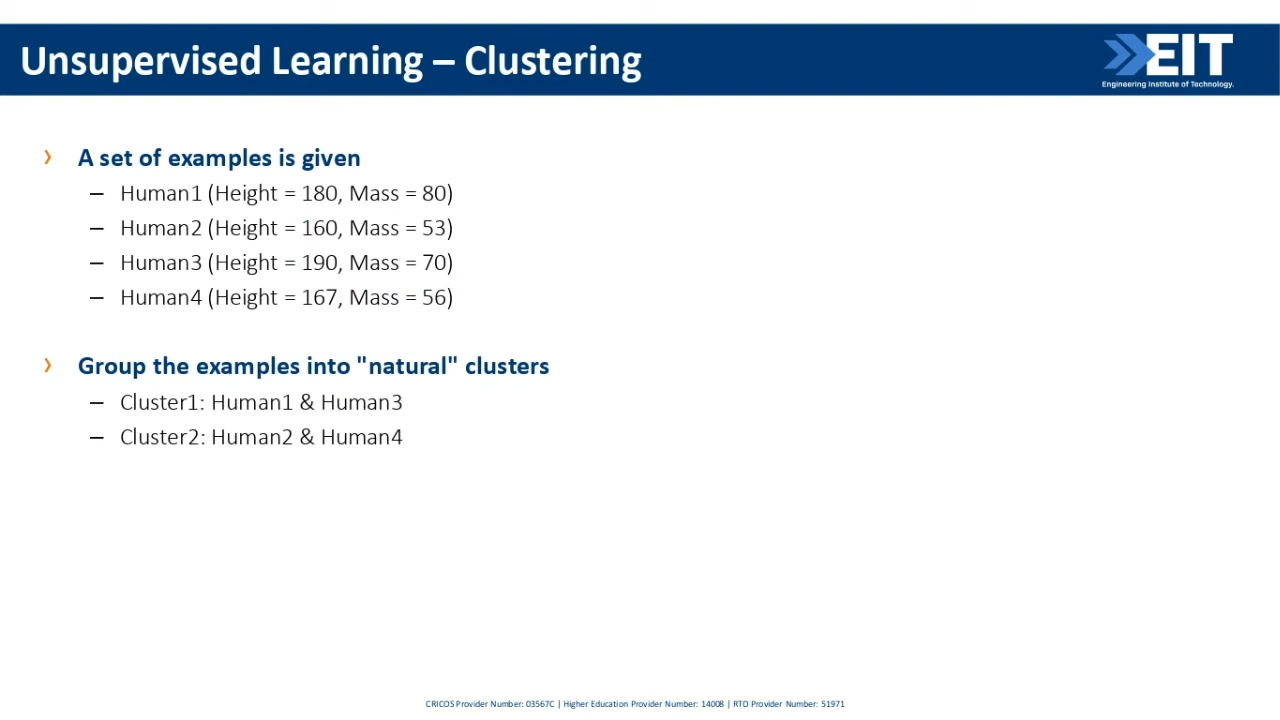 Unsupervised Learning – Clustering
EIT
Engineering Institute of Technology.
› A set of examples is given
– Human1 (Height = 180, Mass = 80)
– Human2 (Height = 160, Mass = 53)
– Human3 (Height = 190, Mass = 70)
– Human4 (Height = 167, Mass = 56)
› Group the examples into "natural" clusters
– Cluster1: Human1 & Human3
– Cluster2: Human2 & Human4
CRICOS Provider Number: 03567C | Higher Education Provider Number: 14008 | RTO Provider Number: 51971